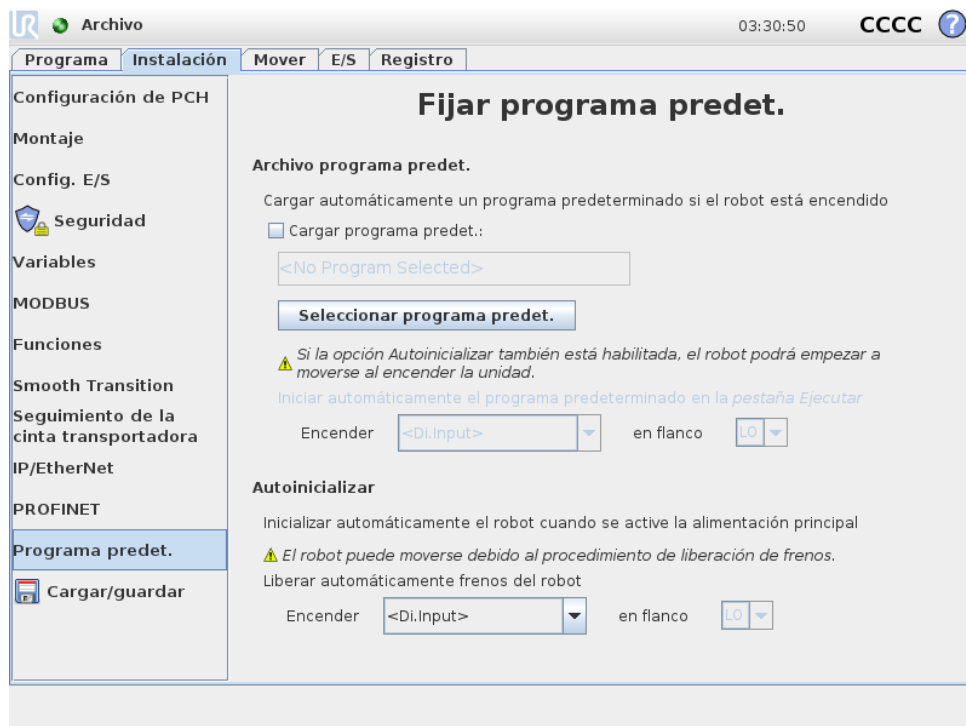 UR Archivo 03:30:50 CCCC ?
Programa Instalación Mover E/S Registro
Configuración de PCH
Montaje
Config. E/S
Seguridad
Variables
MODBUS
Funciones
Smooth Transition
Seguimiento de la
cinta transportadora
IP/EtherNet
PROFINET
Programa predet.
Cargar/guardar
Fijar programa predet.
Archivo programa predet.
Cargar automáticamente un programa predeterminado si el robot está encendido
Cargar programa predet.:
<No Program Selected>
Seleccionar programa predet.
Si la opción Autoinicializar también está habilitada, el robot podrá empezar a
moverse al encender la unidad.
Iniciar automáticamente el programa predeterminado en la pestaña Ejecutar
Encender <Di.Input> en flanco LO
Autoinicializar
Inicializar automáticamente el robot cuando se active la alimentación principal
El robot puede moverse debido al procedimiento de liberación de frenos.
Liberar automáticamente frenos del robot
Encender <Di.Input> en flanco LO